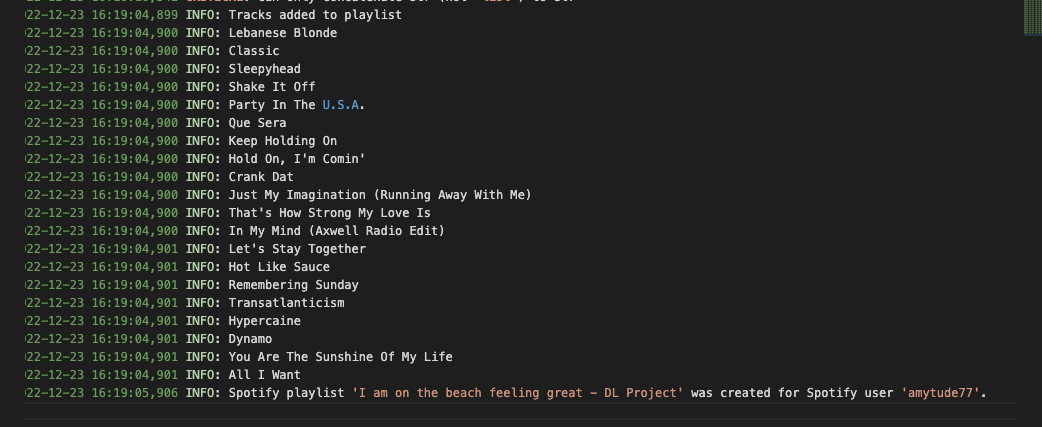 22-12-23 16:19:04,899 INFO: Tracks added to playlist
22-12-23 16:19:04,900 INFO: Lebanese Blonde
22-12-23 16:19:04,900 INFO: Classic
22-12-23 16:19:04,900 INFO: Sleepyhead
22-12-23 16:19:04,900 INFO: Shake It Off
22-12-23 16:19:04,900 INFO: Party In The U.S.A.
22-12-23 16:19:04,900 INFO: Que Sera
22-12-23 16:19:04,900 INFO: Keep Holding On
22-12-23 16:19:04,900 INFO: Hold On, I'm Comin'
22-12-23 16:19:04,900 INFO: Crank Dat
22-12-23 16:19:04,900 INFO: Just My Imagination (Running Away With Me)
22-12-23 16:19:04,900 INFO: That's How Strong My Love Is
22-12-23 16:19:04,900 INFO: In My Mind (Axwell Radio Edit)
22-12-23 16:19:04,901 INFO: Let's Stay Together
22-12-23 16:19:04,901 INFO: Hot Like Sauce
22-12-23 16:19:04,901 INFO: Remembering Sunday
22-12-23 16:19:04,901 INFO: Transatlanticism
22-12-23 16:19:04,901 INFO: Hypercaine
22-12-23 16:19:04,901 INFO: Dynamo
22-12-23 16:19:04,901 INFO: You Are The Sunshine Of My Life
22-12-23 16:19:04,901 INFO: All I Want
22-12-23 16:19:05,906 INFO: Spotify playlist 'I am on the beach feeling great – DL Project' was created for Spotify user 'amytude77'.